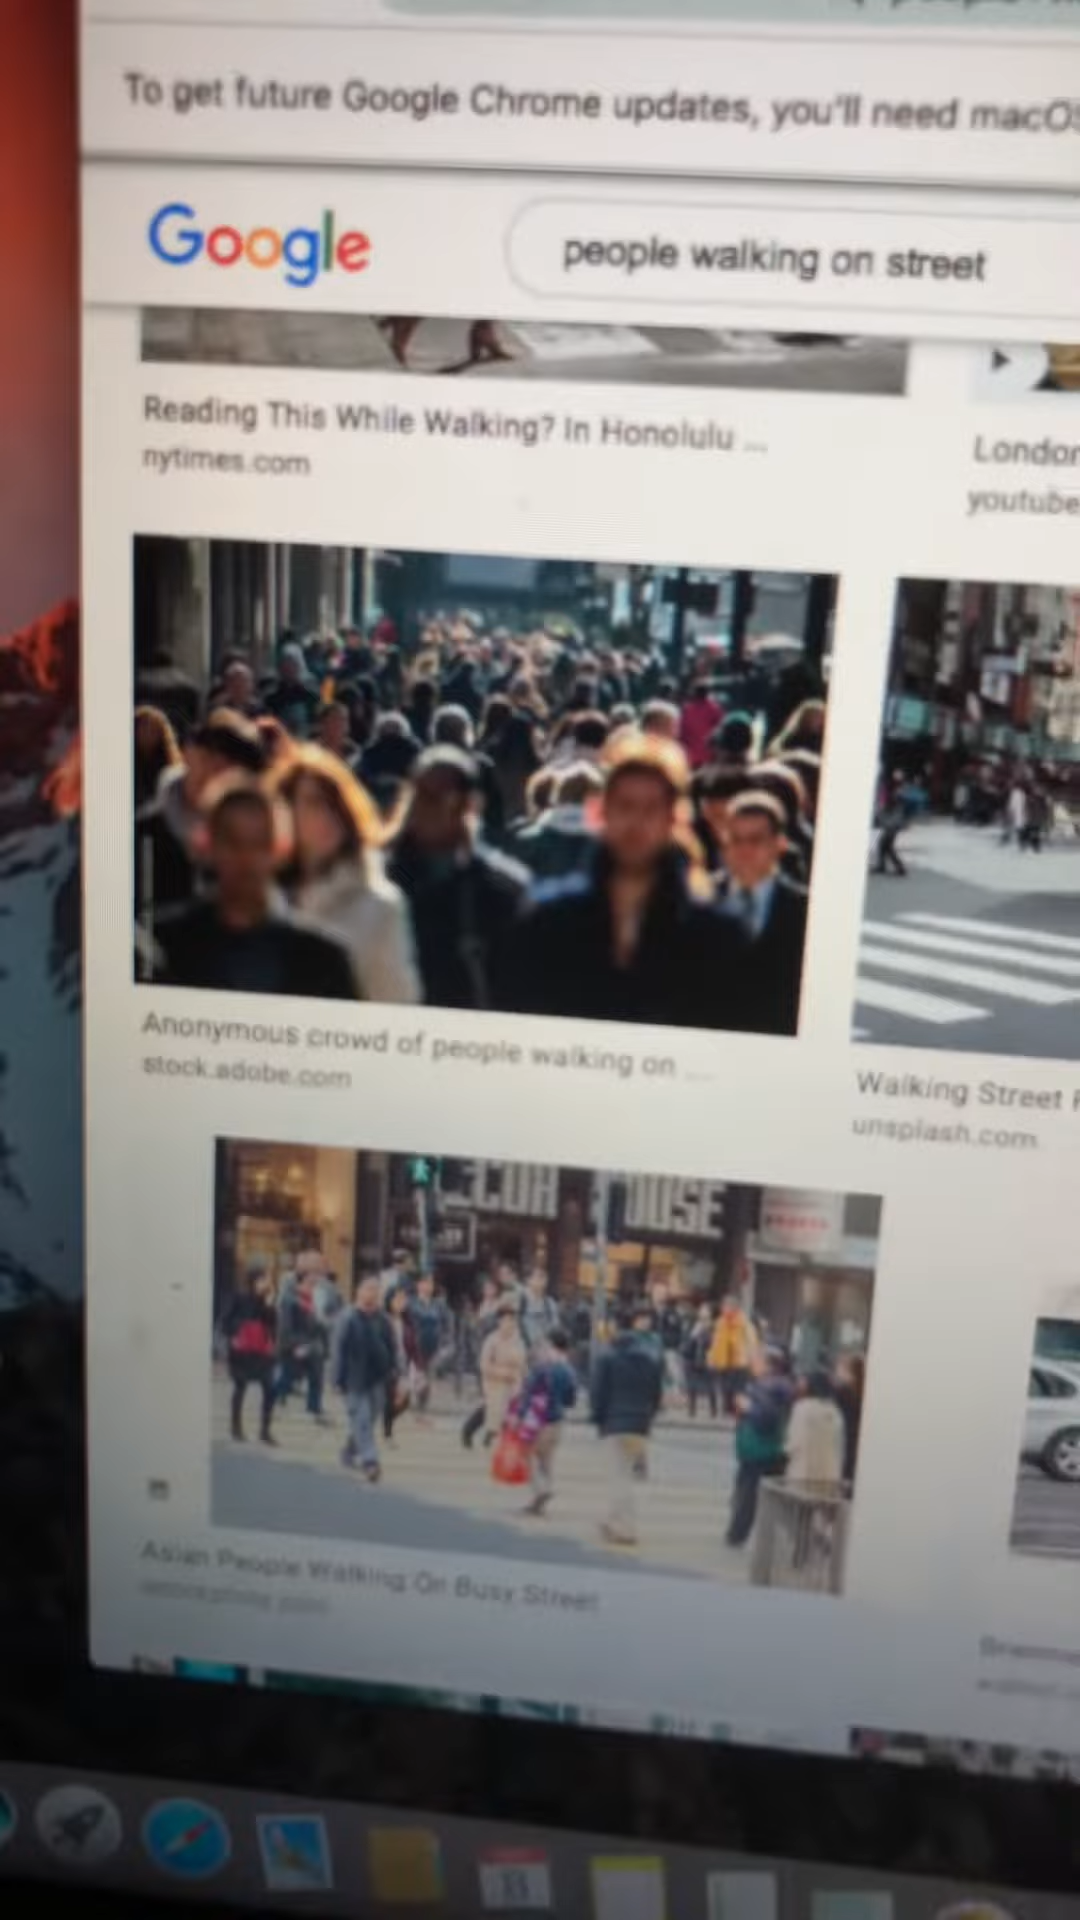 To get future Google Chrome updates, you'll need macOS
Google
people walking on street
Reading This While Walking? In Honolulu ...
nytimes.com
London
youtube
Anonymous crowd of people walking on ...
stock.adobe.com
Walking Street
unsplash.com
Asian People Walking On Busy Street